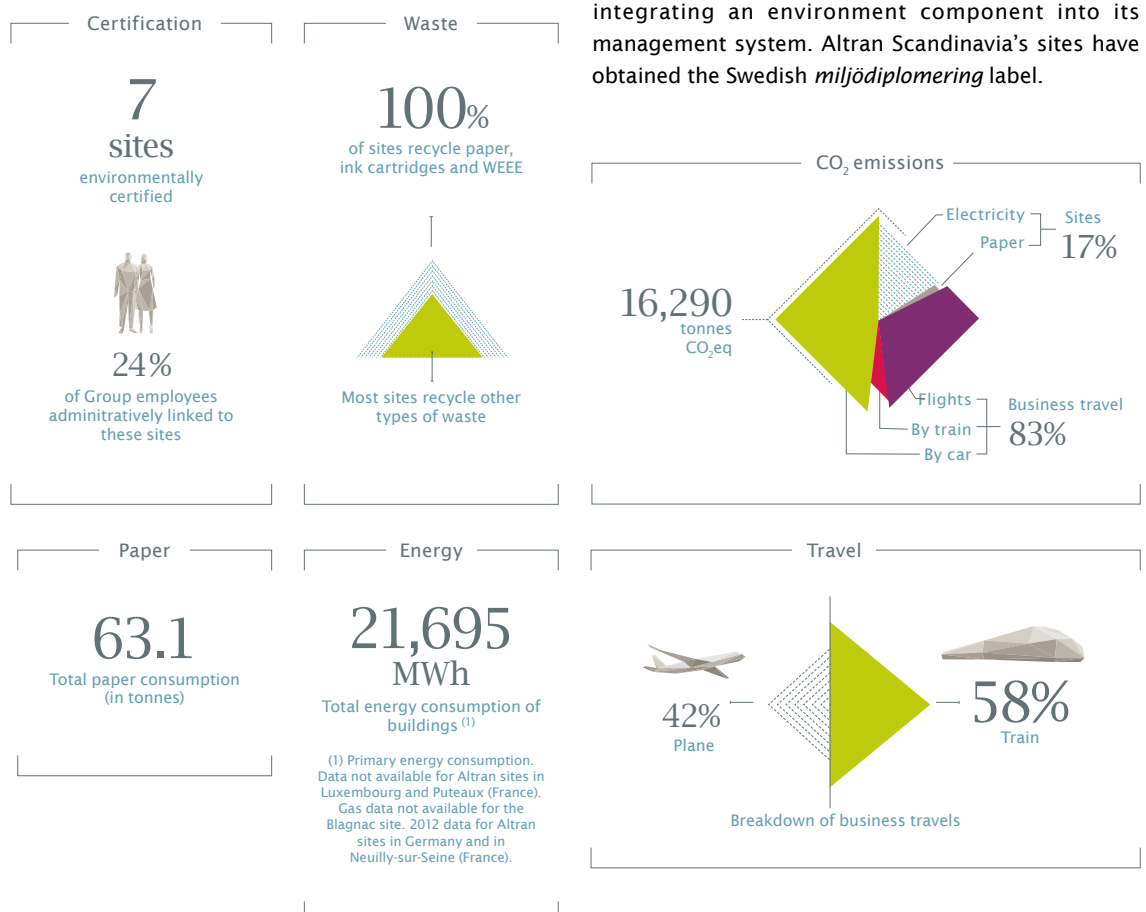 integrating an environment component into its
management system. Altran Scandinavia’s sites have
obtained the Swedish miljödiplomering label.
Certification
7
sites
environmentally
certified
24%
of Group employees
adminitratively linked to
these sites
Waste
100%
of sites recycle paper,
ink cartridges and WEEE
Most sites recycle other
types of waste
CO2 emissions
16,290
tonnes
CO2eq
Electricity
Paper
Sites
17%
Flights
By train
By car
Business travel
83%
Paper
63.1
Total paper consumption
(in tonnes)
Energy
21,695
MWh
Total energy consumption of
buildings (1)
(1) Primary energy consumption.
Data not available for Altran sites in
Luxembourg and Puteaux (France).
Gas data not available for the
Blagnac site. 2012 data for Altran
sites in Germany and in
Neuilly-sur-Seine (France).
Travel
42%
Plane
58%
Train
Breakdown of business travels